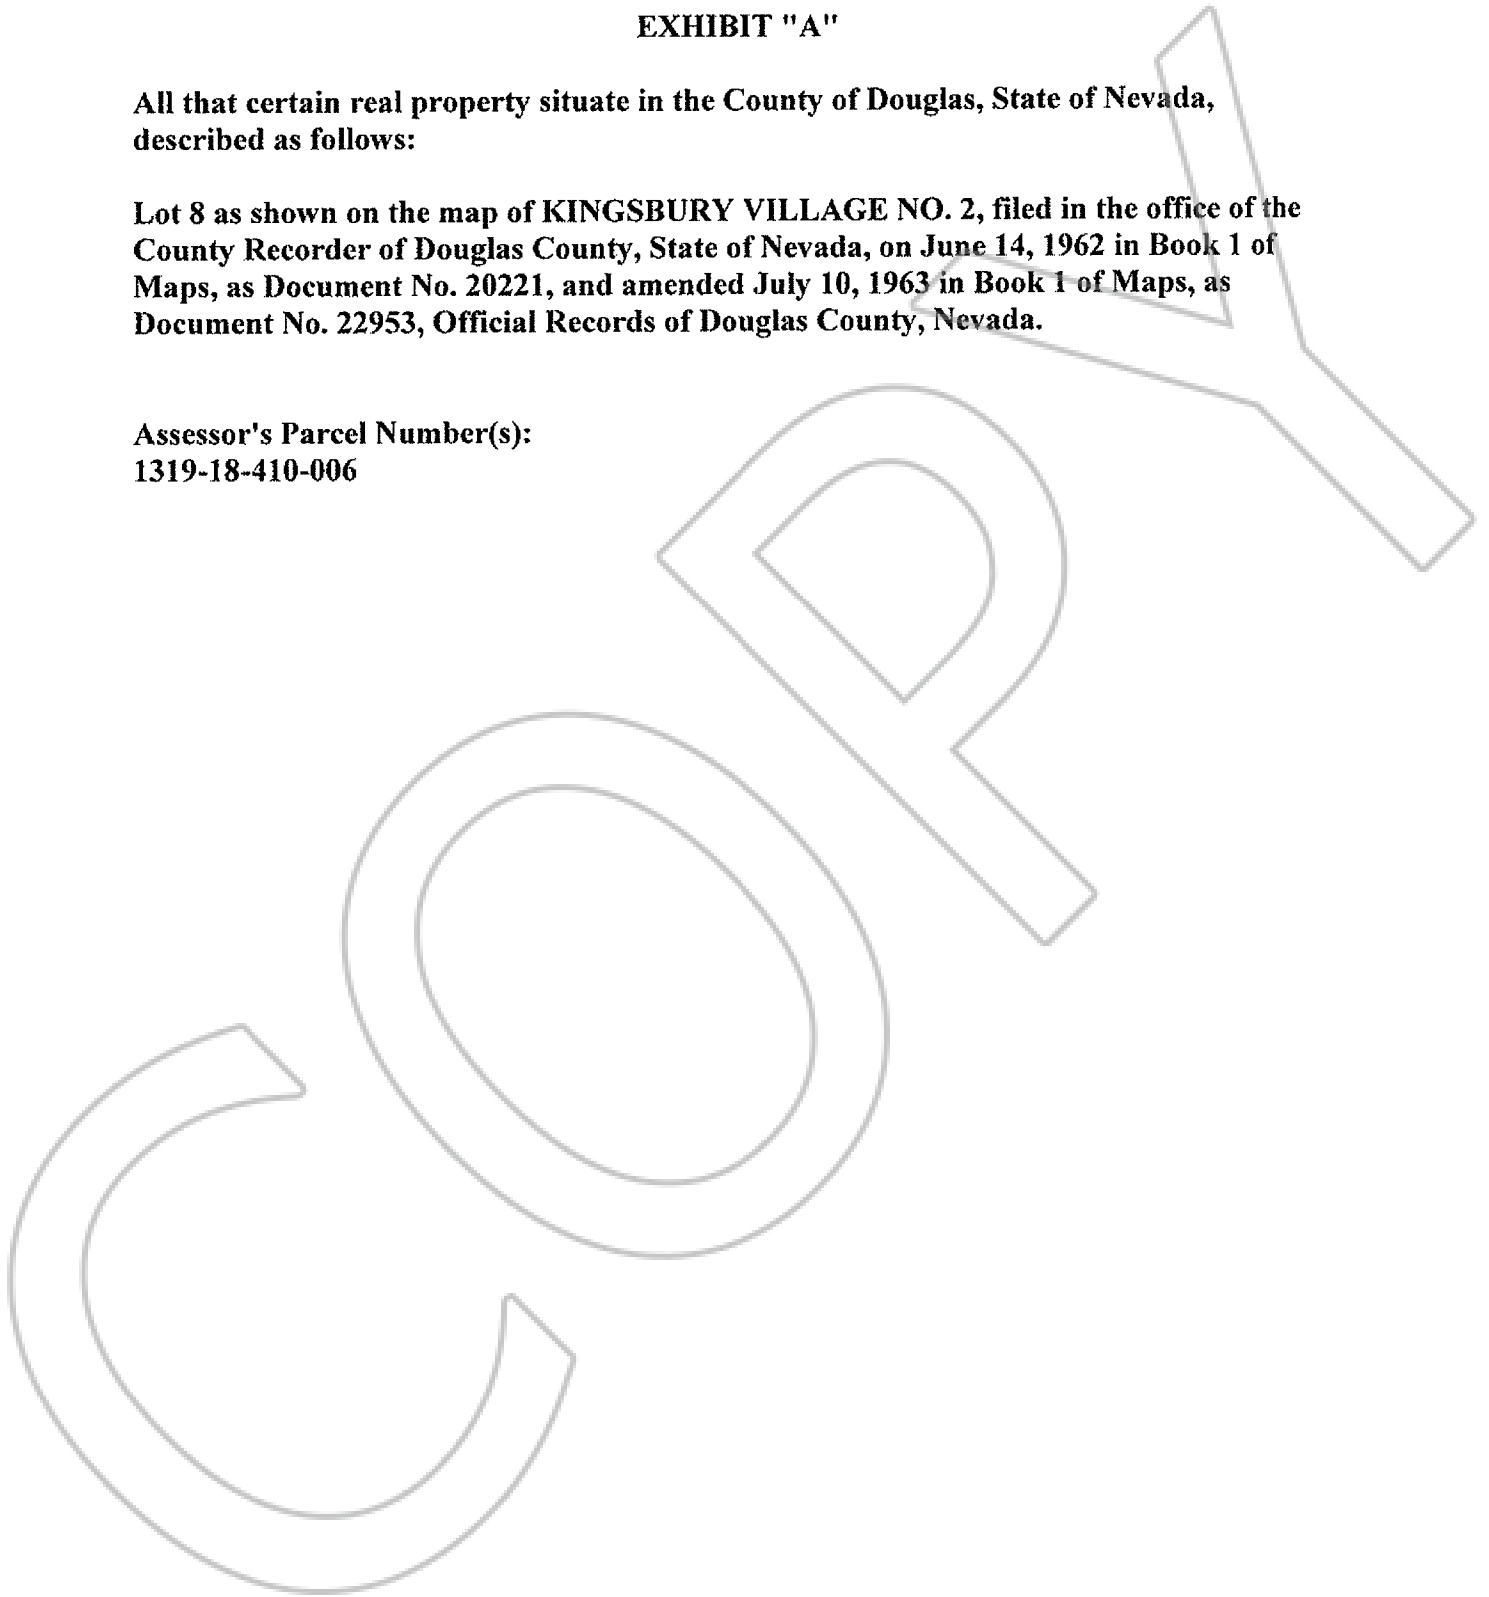 EXHIBIT "A"
All that certain real property situate in the County of Douglas, State of Nevada,
described as follows:
Lot 8 as shown on the map of KINGSBURY VILLAGE NO. 2, filed in the office of the
County Recorder of Douglas County, State of Nevada, on June 14, 1962 in Book 1 of
Maps, as Document No. 20221, and amended July 10, 1963 in Book 1 of Maps, as
Document No. 22953, Official Records of Douglas County, Nevada.
Assessor's Parcel Number(s):
1319-18-410-006
COPY